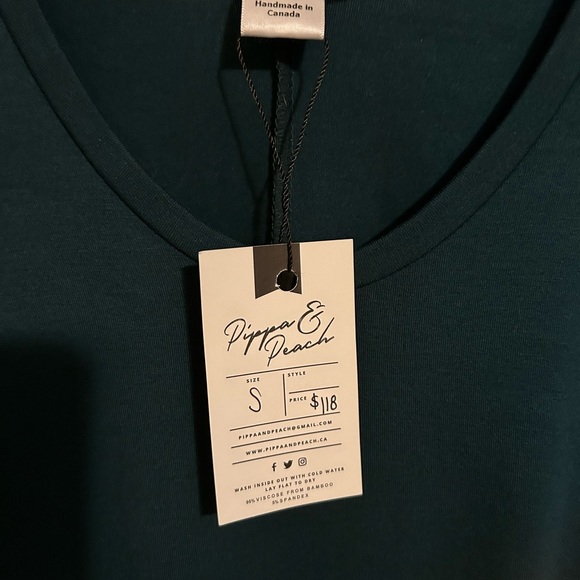 Handmade in
Canada
Pippa &
Peach
SIZE
S
STYLE
PRICE $118
PIPPAANDPEACH@GMAIL.COM
WWW.PIPPAANDPEACH.CA
WASH INSIDE OUT WITH COLD WATER
LAY FLAT TO DRY
95% VISCOSE FROM BAMBOO
5% SPANDEX